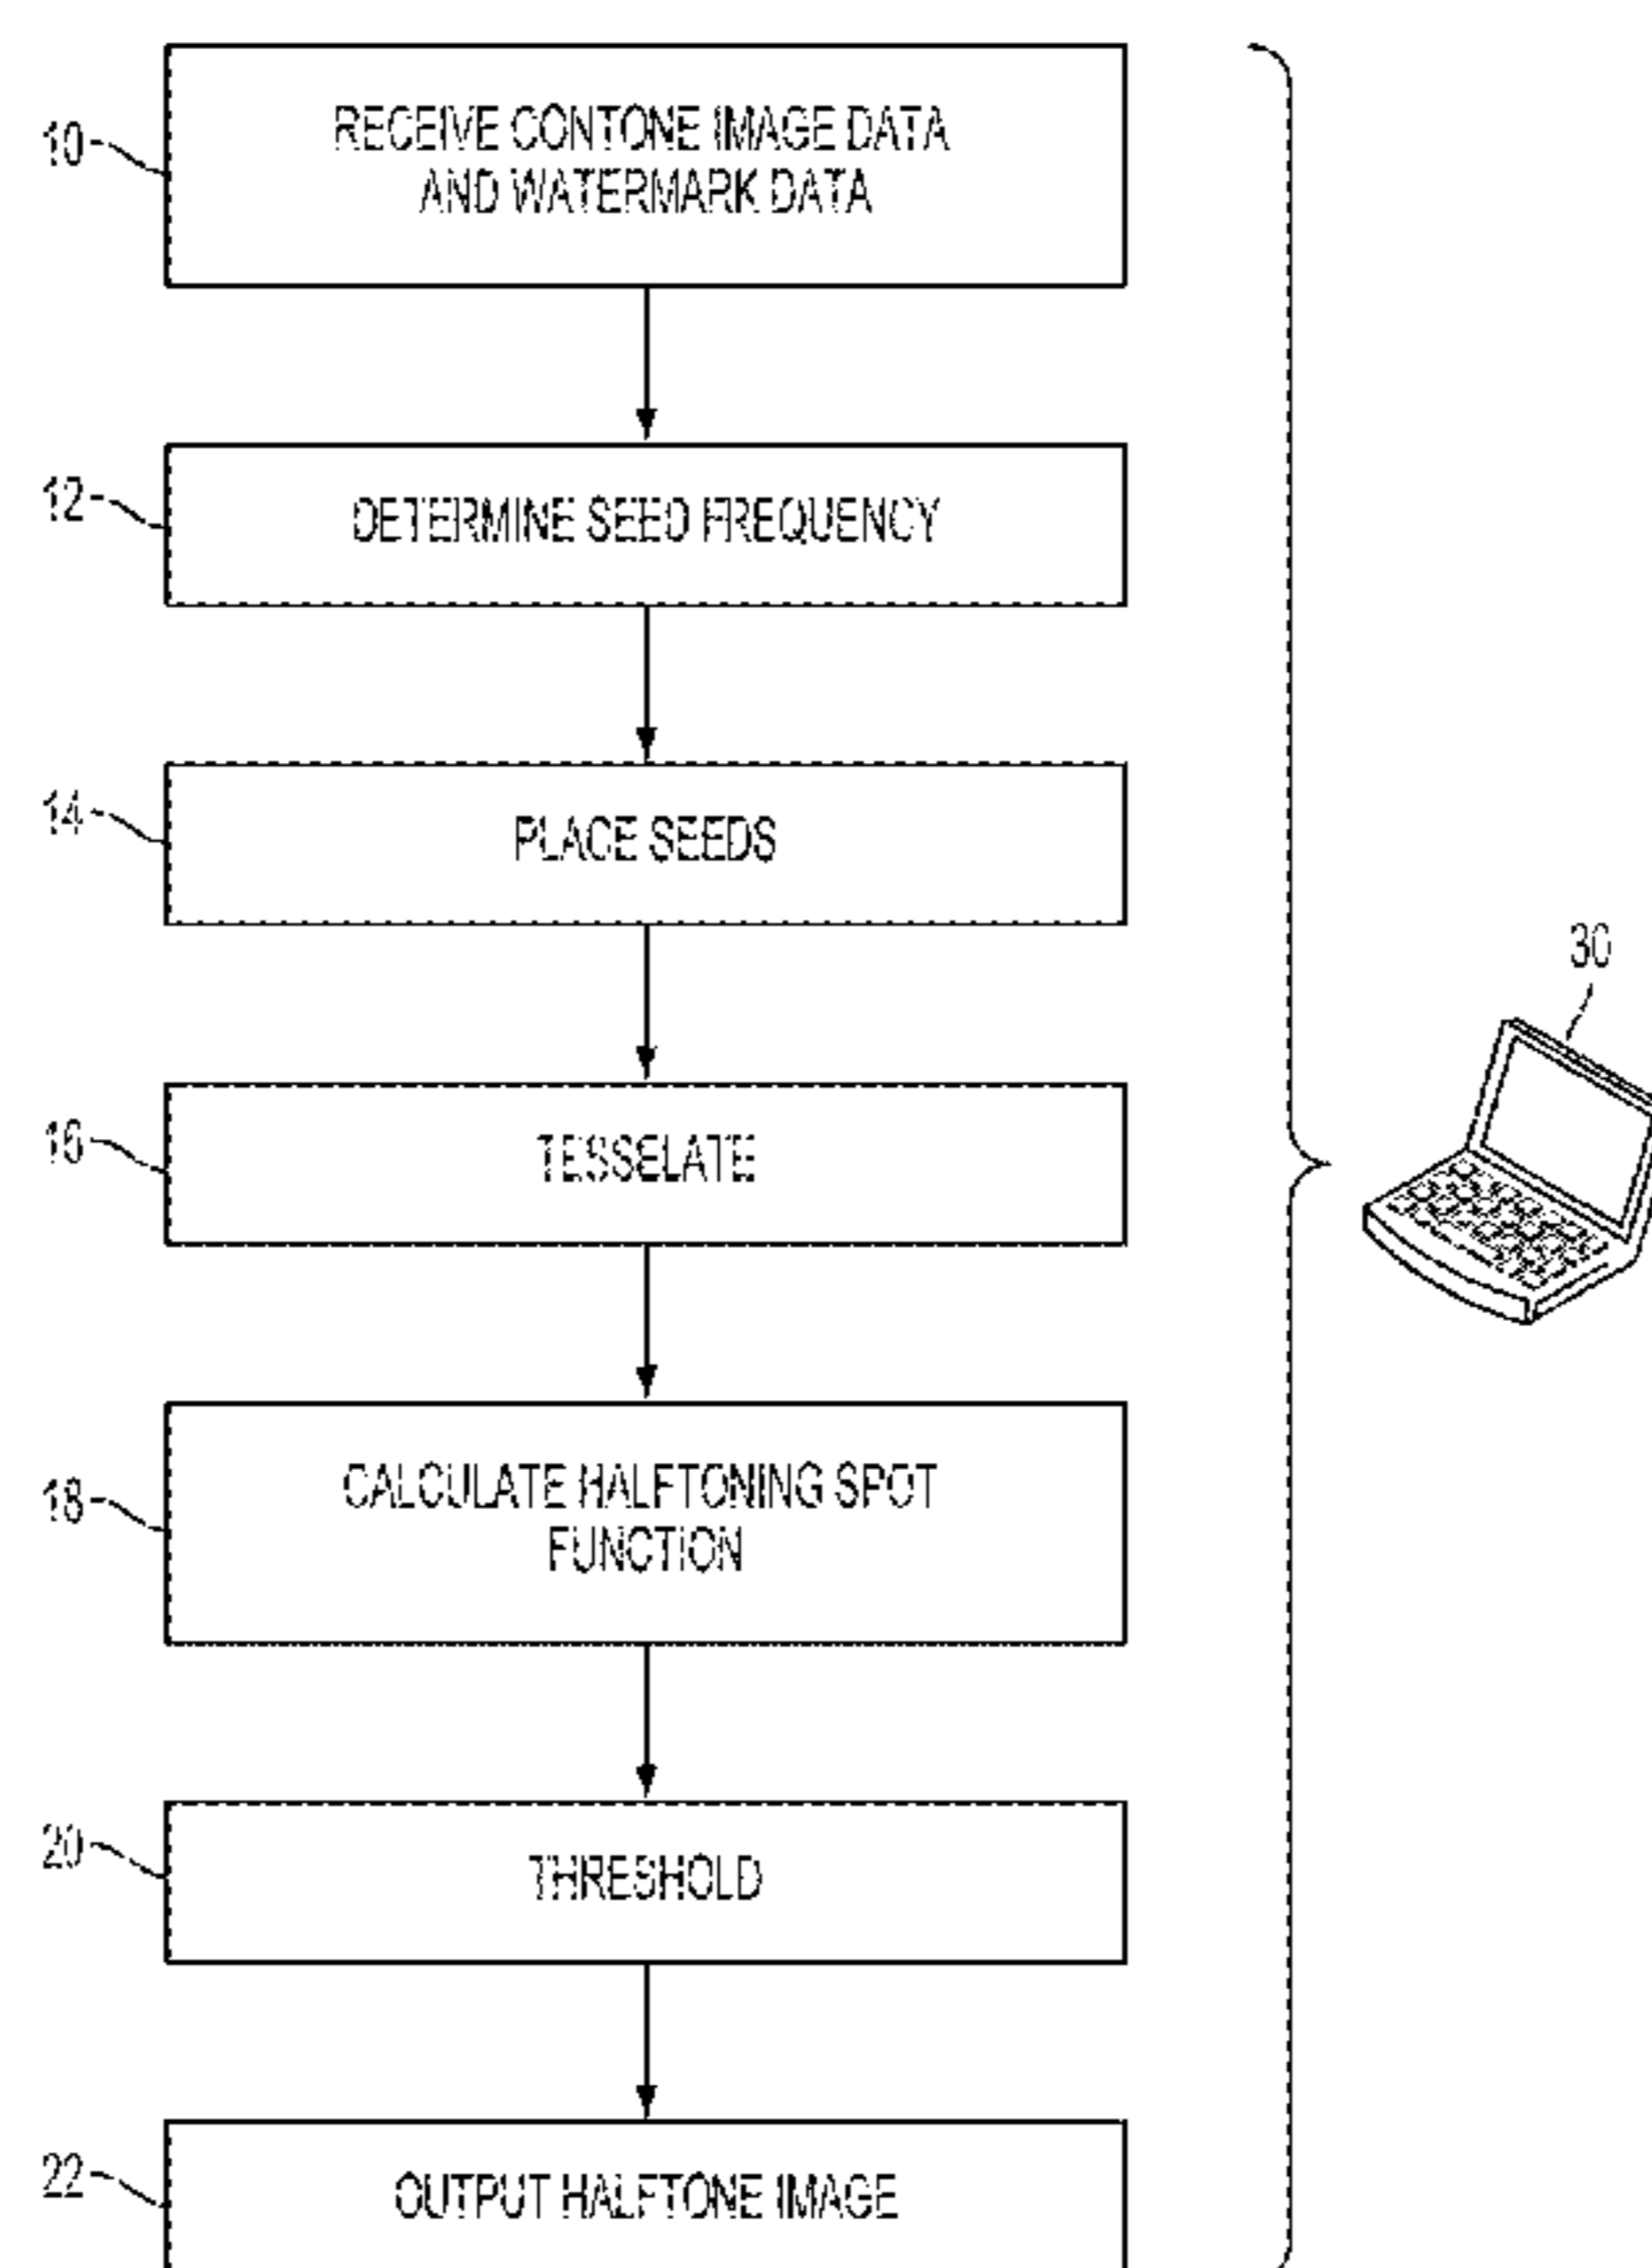 10
RECEIVE CONTONE IMAGE DATA
AND WATERMARK DATA
12
DETERMINE SEED FREQUENCY
14
PLACE SEEDS
30
16
TESSELATE
18
CALCULATE HALFTONING SPOT
FUNCTION
20
THRESHOLD
22
OUTPUT HALFTONE IMAGE